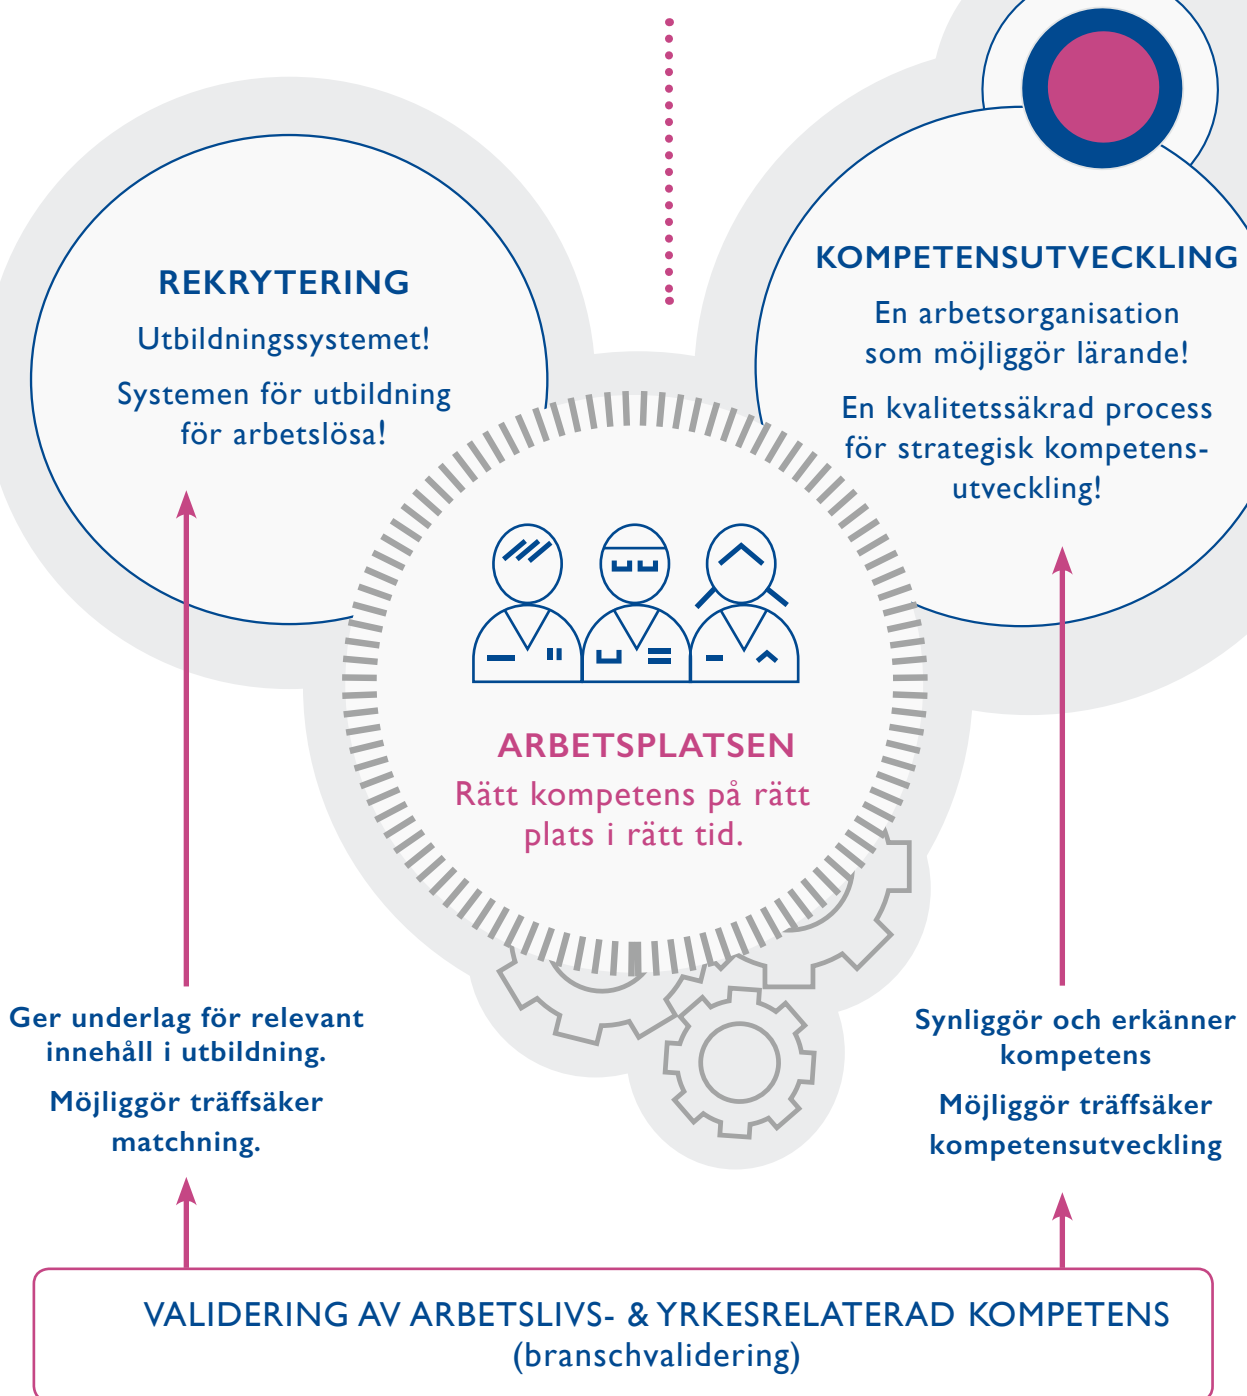 REKRYTERING
Utbildningssystemet!
Systemen för utbildning
för arbetslösa!
KOMPETENSUTVECKLING
En arbetsorganisation
som möjliggör lärande!
En kvalitetssäkrad process
för strategisk kompetens-
utveckling!
ARBETSPLATSEN
Rätt kompetens på rätt
plats i rätt tid.
Ger underlag för relevant
innehåll i utbildning.
Möjliggör träffsäker
matchning.
Synliggör och erkänner
kompetens
Möjliggör träffsäker
kompetensutveckling
VALIDERING AV ARBETSLIVS- & YRKESRELATERAD KOMPETENS
(branschvalidering)